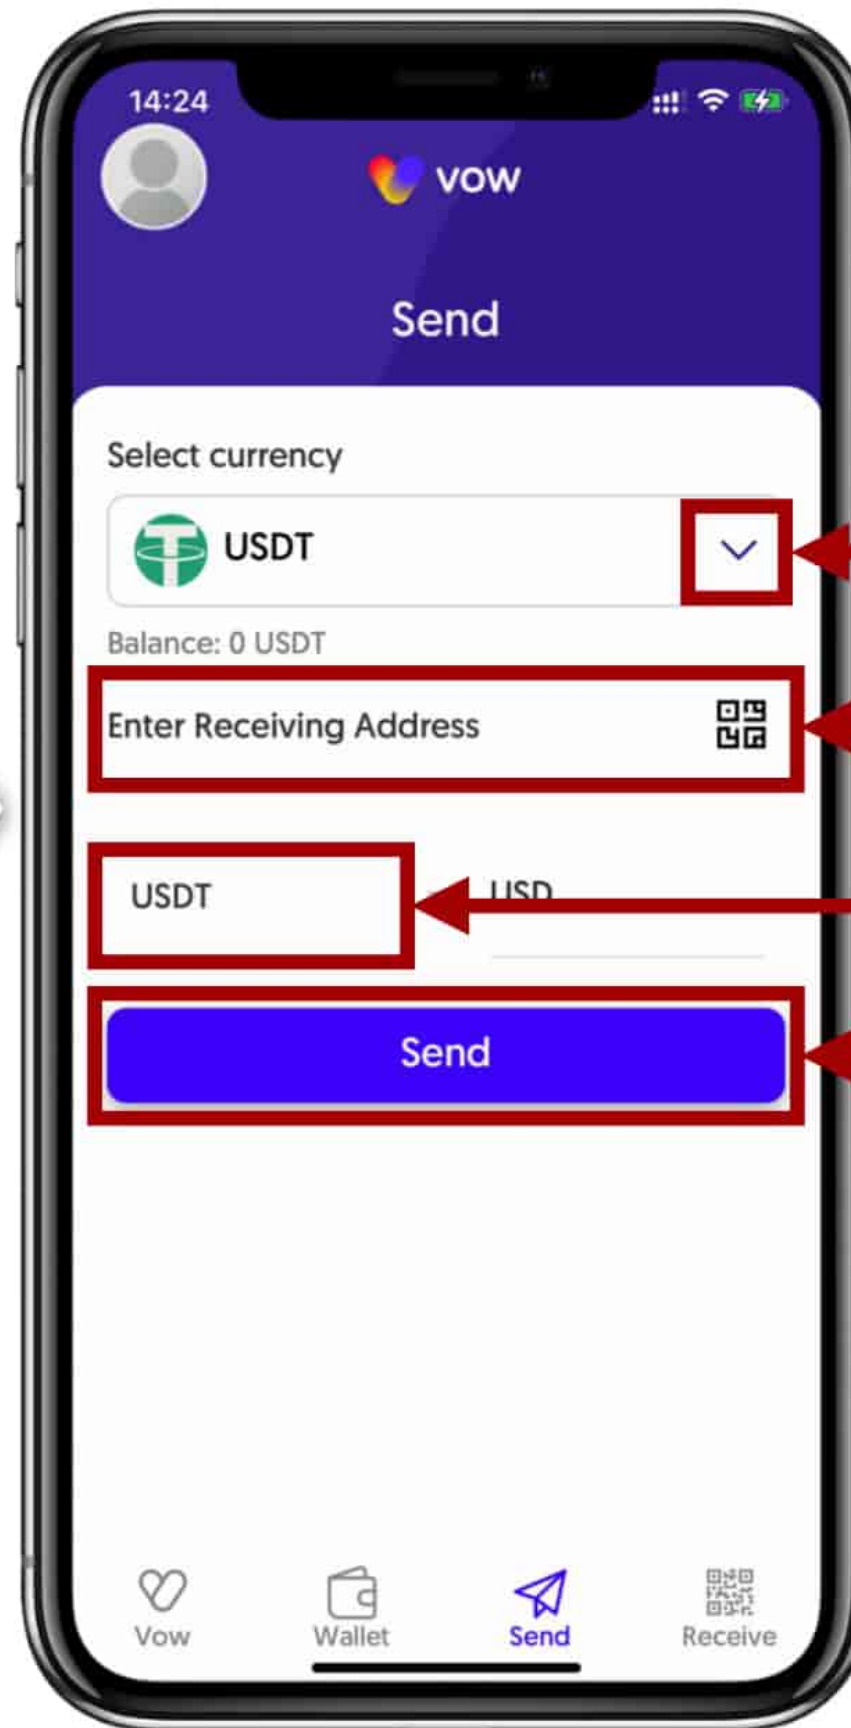 14:24
vow
Send
Select currency
USDT
Balance: 0 USDT
Enter Receiving Address
USDT
USD
Send
Vow
Wallet
Send
Receive